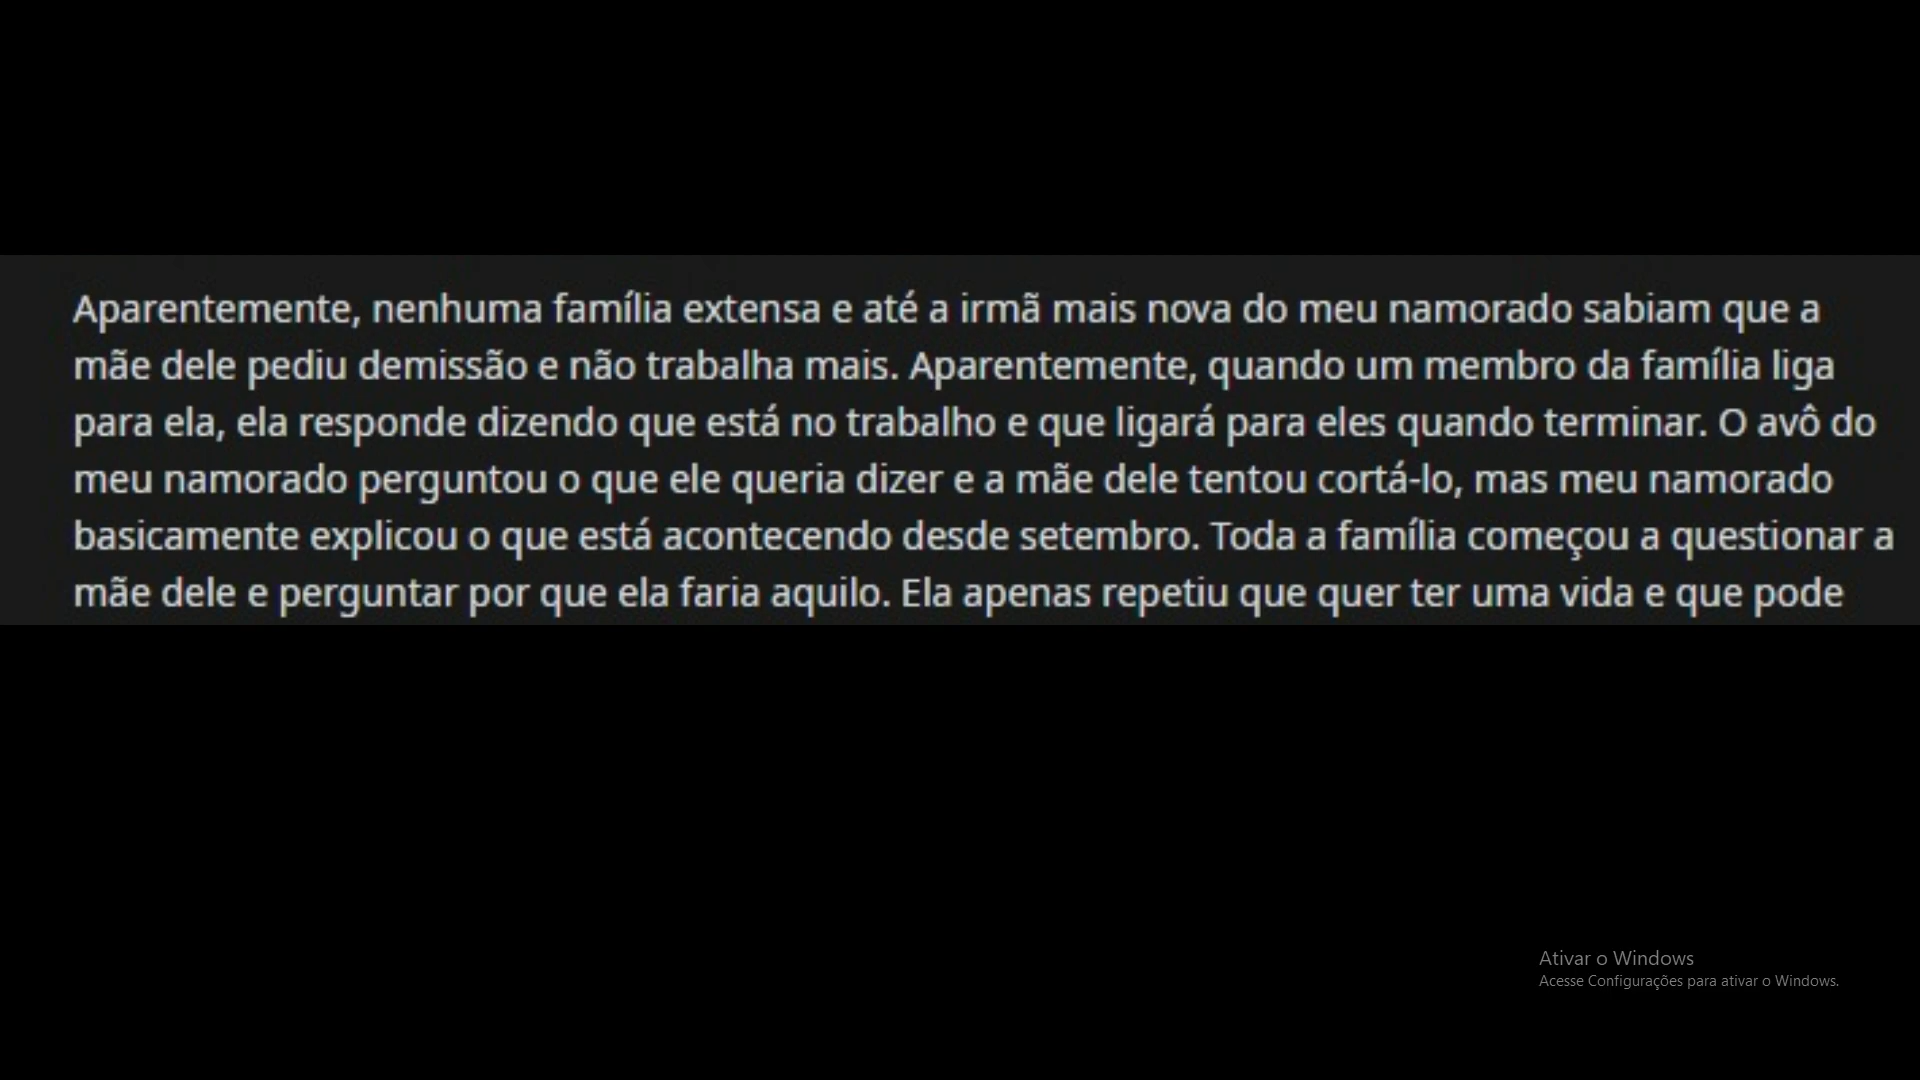 Aparentemente, nenhuma família extensa e até a irmã mais nova do meu namorado sabiam que a
mãe dele pediu demissão e não trabalha mais. Aparentemente, quando um membro da família liga
para ela, ela responde dizendo que está no trabalho e que ligará para eles quando terminar. O avô do
meu namorado perguntou o que ele queria dizer e a mãe dele tentou cortá-lo, mas meu namorado
basicamente explicou o que está acontecendo desde setembro. Toda a família começou a questionar a
mãe dele e perguntar por que ela faria aquilo. Ela apenas repetiu que quer ter uma vida e que pode
Ativar o Windows
Acesse Configurações para ativar o Windows.